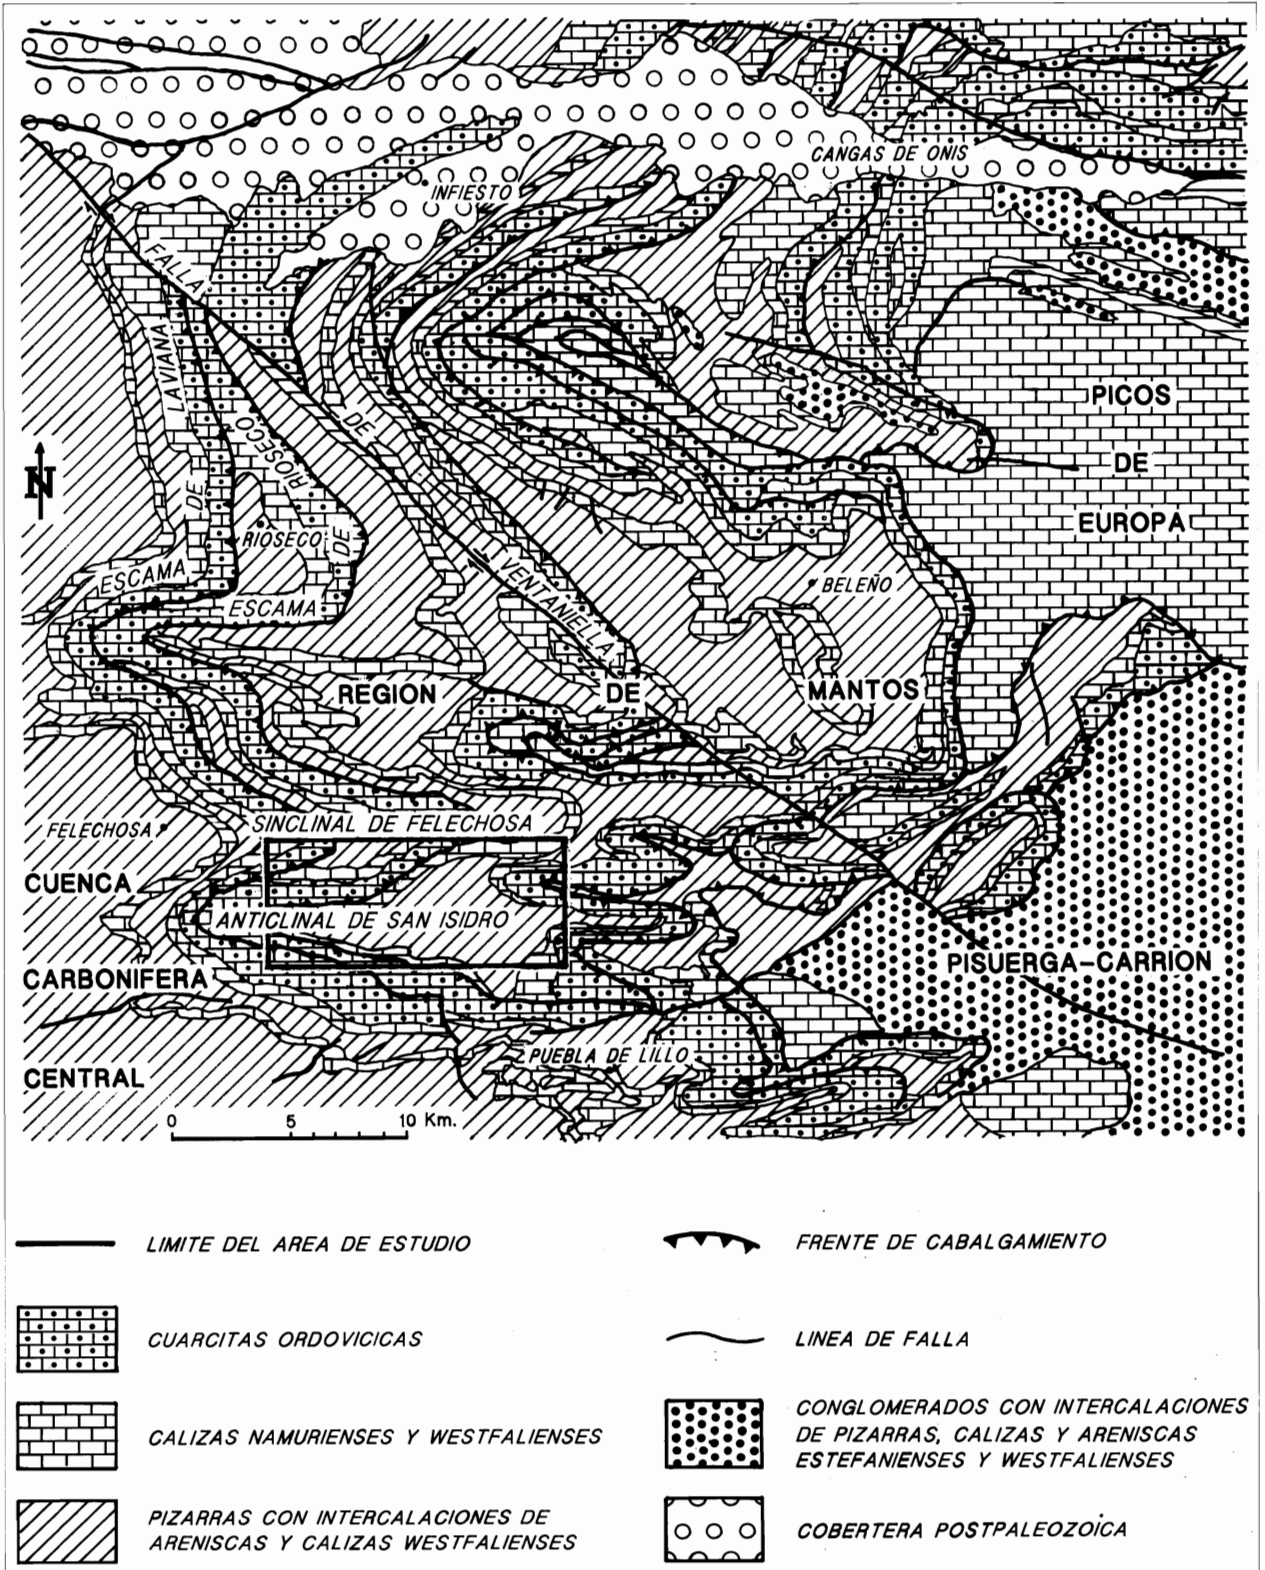 CANGAS DE ONIS
INFIESTO
FALLA
LAVIANA
DE
ESCAMA
RIOSECO
DE
ESCAMA
RIOSECO
DE
VENTANIELLA
PICOS
DE
EUROPA
N
BELEÑO
REGION DE MANTOS
FELECHOSA
SINCLINAL DE FELECHOSA
CUENCA
ANTICLINAL DE SAN ISIDRO
CARBONIFERA
PISUERGA-CARRION
PUEBLA DE LILLO
CENTRAL
0 5 10 Km.
LIMITE DEL AREA DE ESTUDIO
FRENTE DE CABALGAMIENTO
CUARCITAS ORDOVICICAS
LINEA DE FALLA
CALIZAS NAMURIENSES Y WESTFALIENSES
CONGLOMERADOS CON INTERCALACIONES
DE PIZARRAS, CALIZAS Y ARENISCAS
ESTEFANIENSES Y WESTFALIENSES
PIZARRAS CON INTERCALACIONES DE
ARENISCAS Y CALIZAS WESTFALIENSES
COBERTERA POSTPALEOZOICA